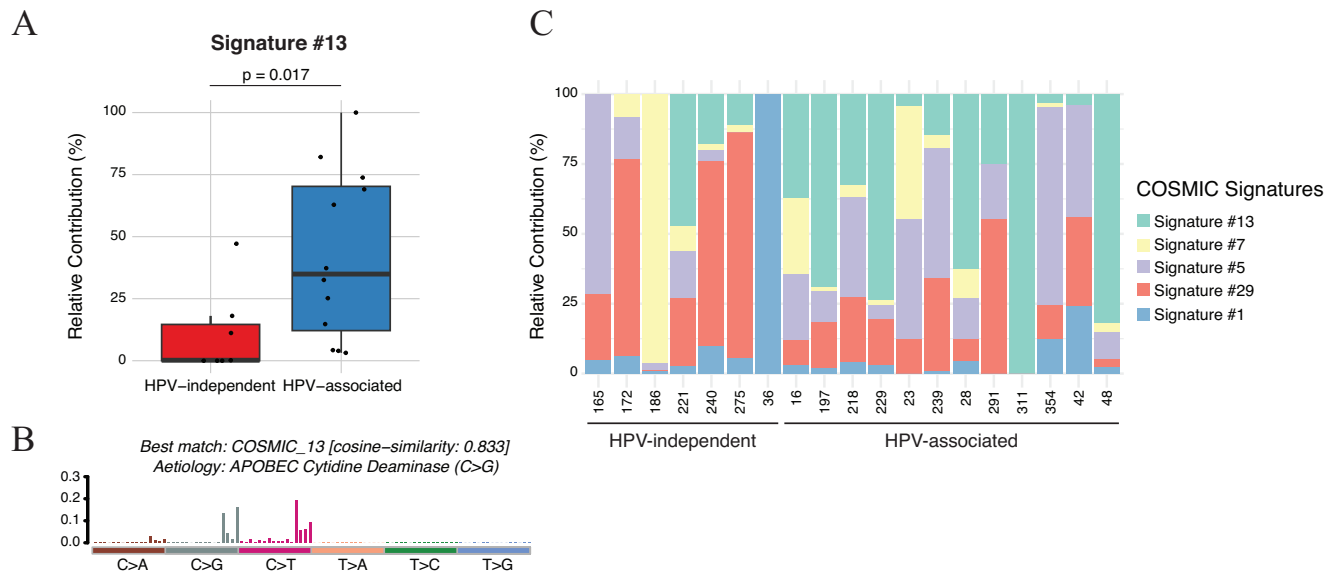 A
Signature #13
p = 0.017
Relative Contribution (%)
100
75
50
25
0
HPV−independent
HPV−associated
B
Best match: COSMIC_13 [cosine−similarity: 0.833]
Aetiology: APOBEC Cytidine Deaminase (C>G)
0.3
0.2
0.1
0.0
C>A
C>G
C>T
T>A
T>C
T>G
C
Relative Contribution (%)
100
75
50
25
0
165
172
186
221
240
275
36
16
197
218
229
23
239
28
291
311
354
42
48
HPV-independent
HPV-associated
COSMIC Signatures
Signature #13
Signature #7
Signature #5
Signature #29
Signature #1